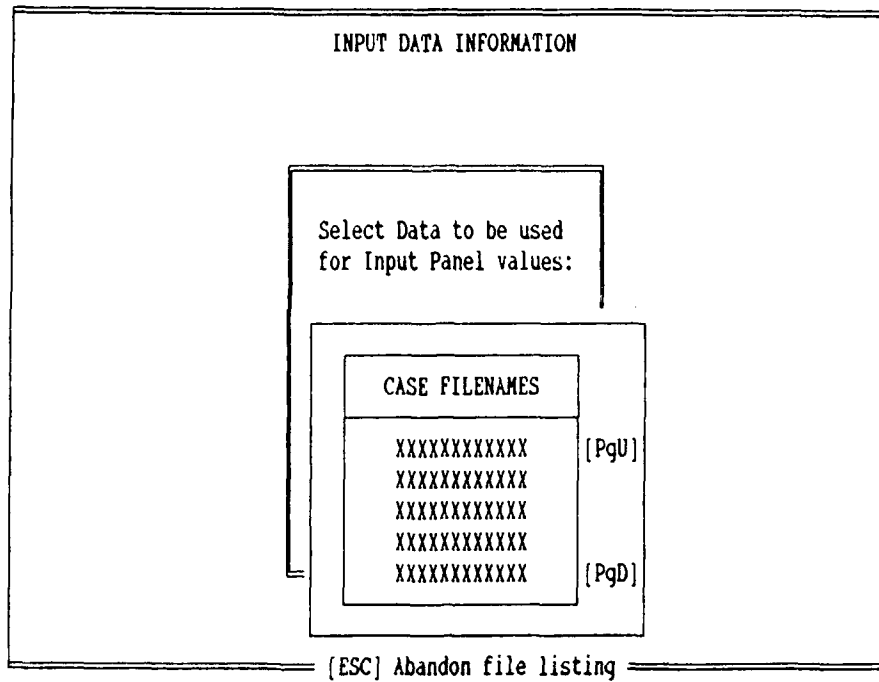 INPUT DATA INFORMATION
Select Data to be used
for Input Panel values:
CASE FILENAMES
XXXXXXXXXXXX [PgU]
XXXXXXXXXXXX
XXXXXXXXXXXX
XXXXXXXXXXXX
XXXXXXXXXXXX [PgD]
[ESC] Abandon file listing